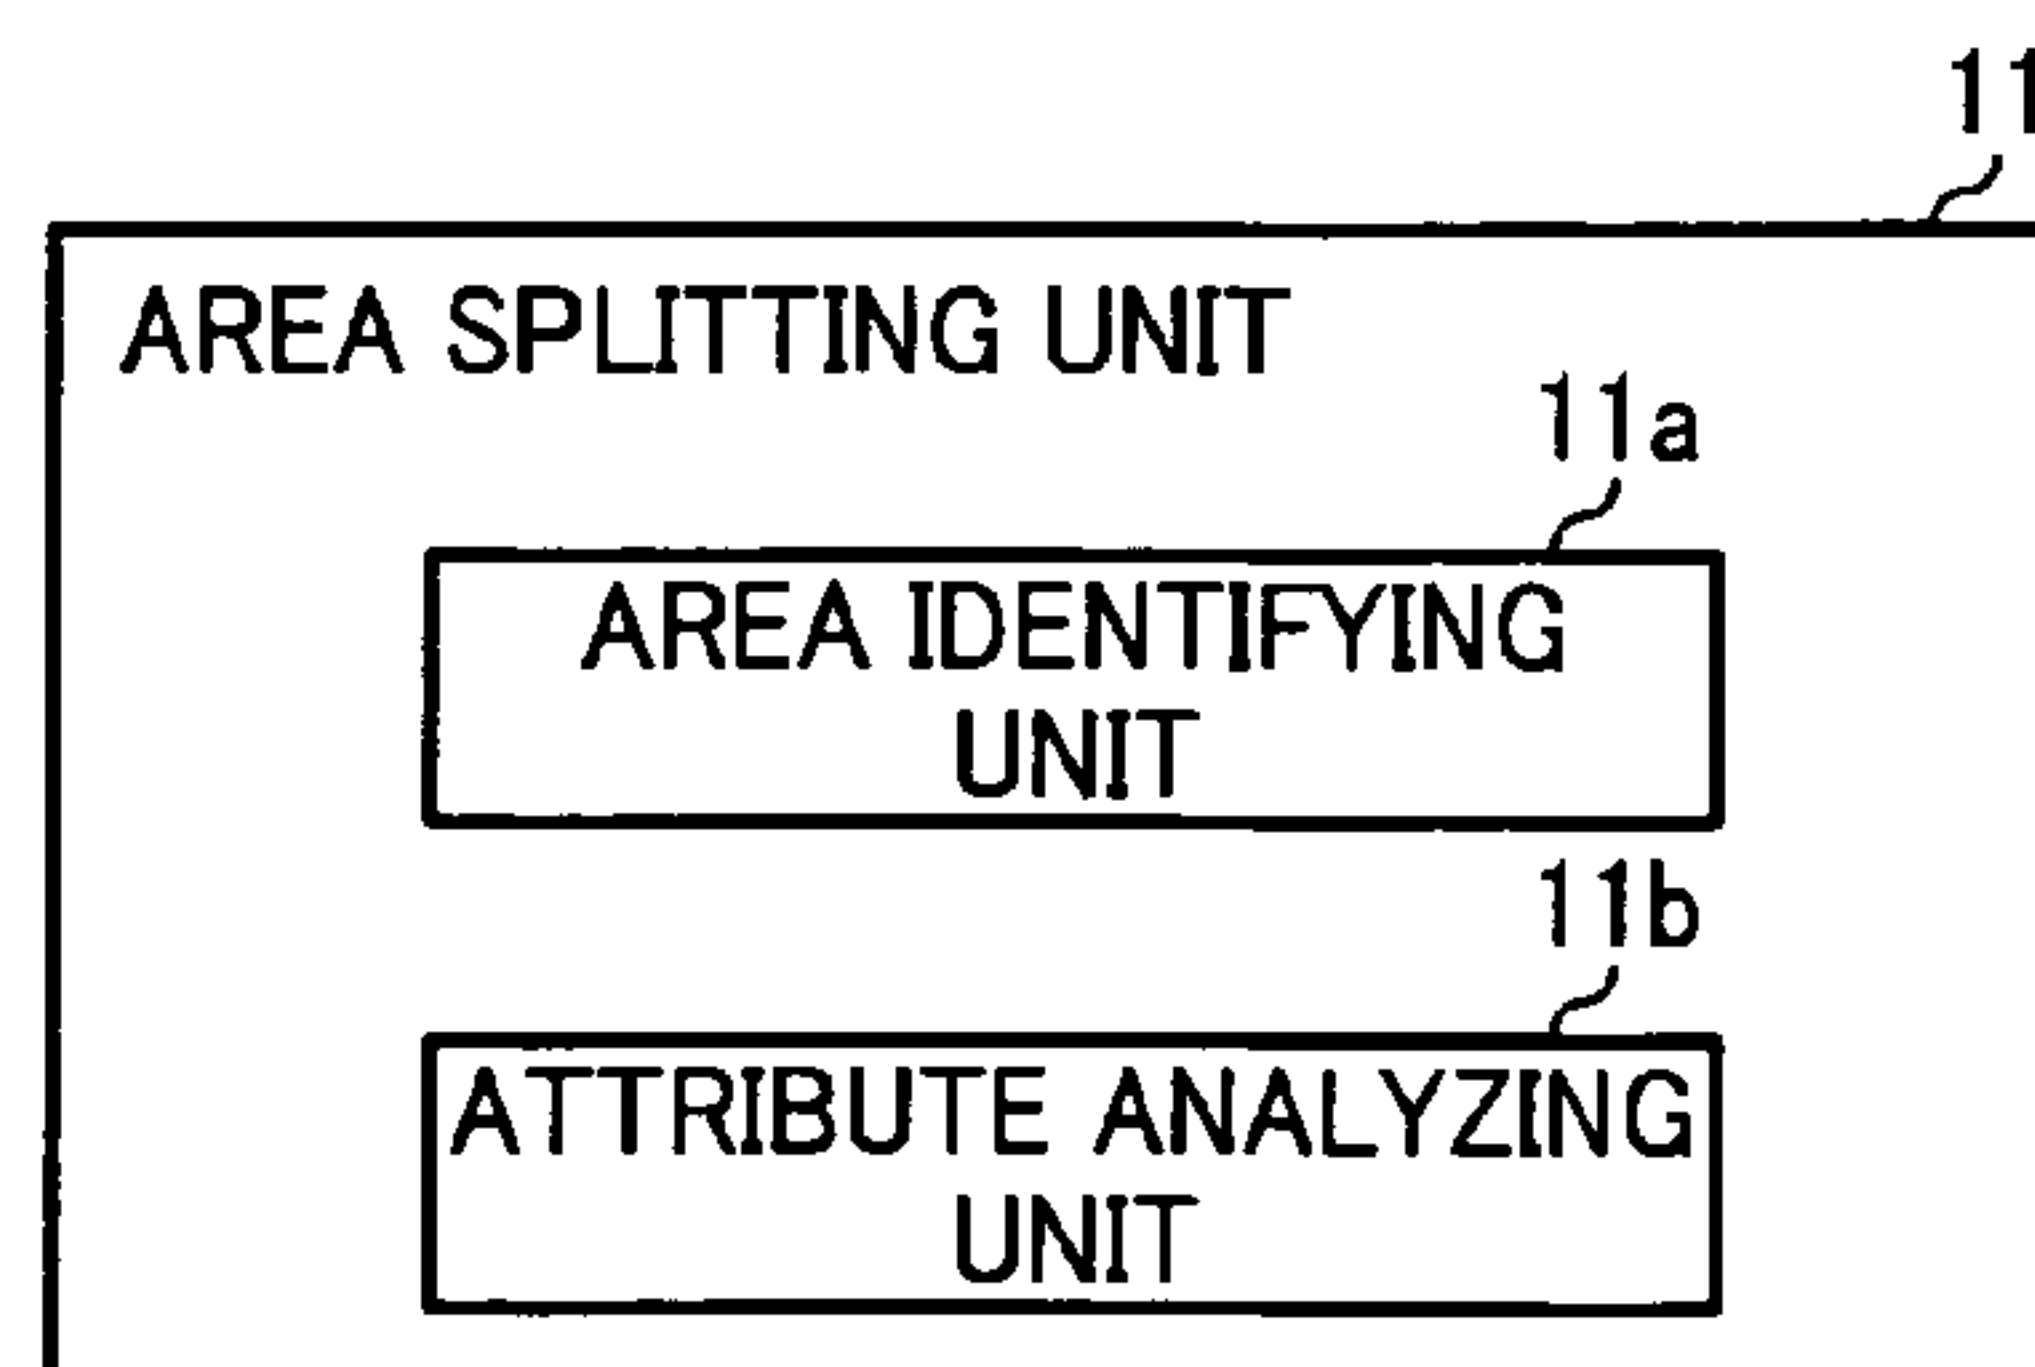 11
AREA SPLITTING UNIT
11a
AREA IDENTIFYING
UNIT
11b
ATTRIBUTE ANALYZING
UNIT